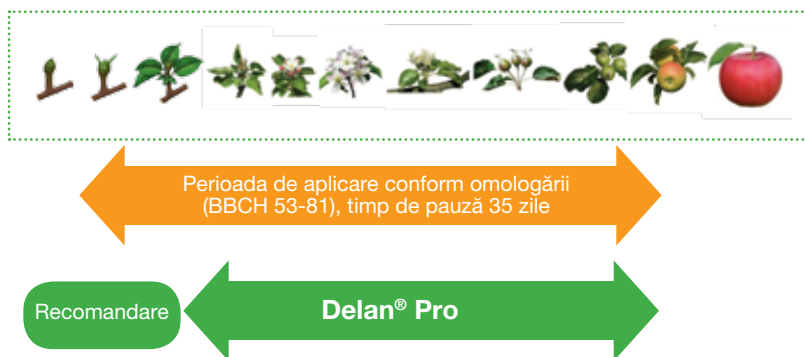 Perioada de aplicare conform omologării
(BBCH 53-81), timp de pauză 35 zile
Recomandare
Delan® Pro